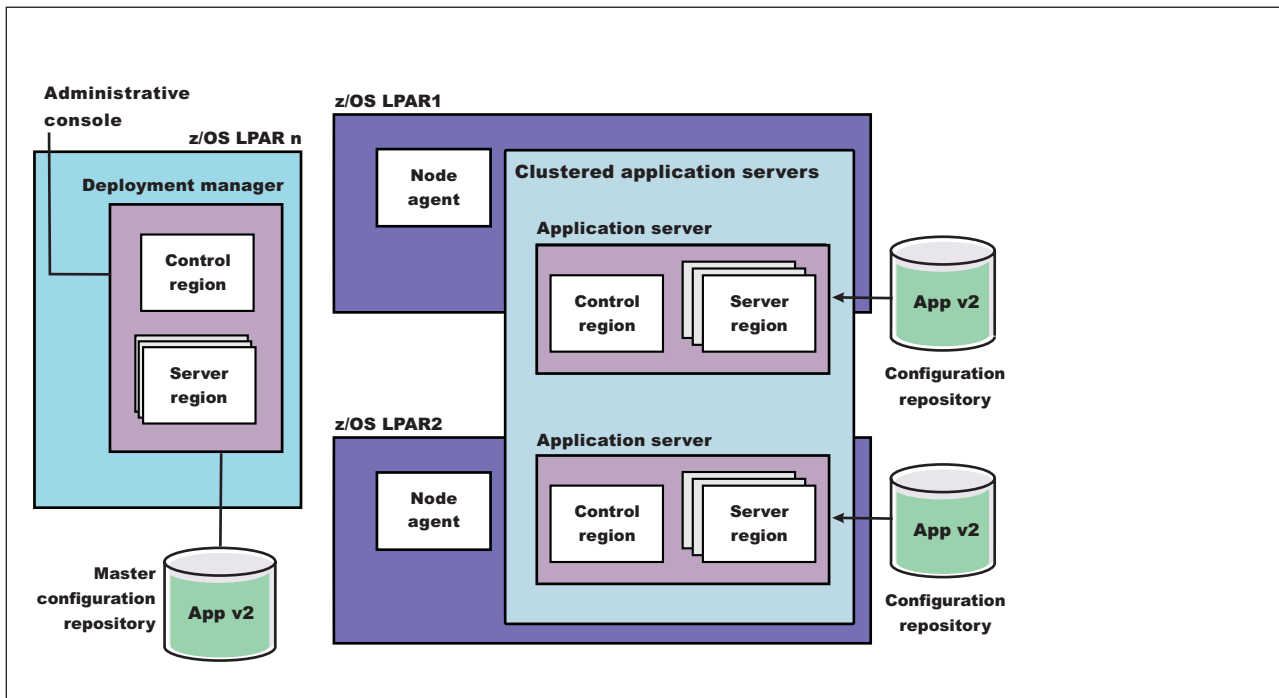 Administrative
console
z/OS LPAR n
Deployment manager
Control
region
Server
region
Master
configuration
repository
App v2
z/OS LPAR1
Node
agent
Clustered application servers
Application server
Control
region
Server
region
App v2
Configuration
repository
z/OS LPAR2
Node
agent
Application server
Control
region
Server
region
App v2
Configuration
repository